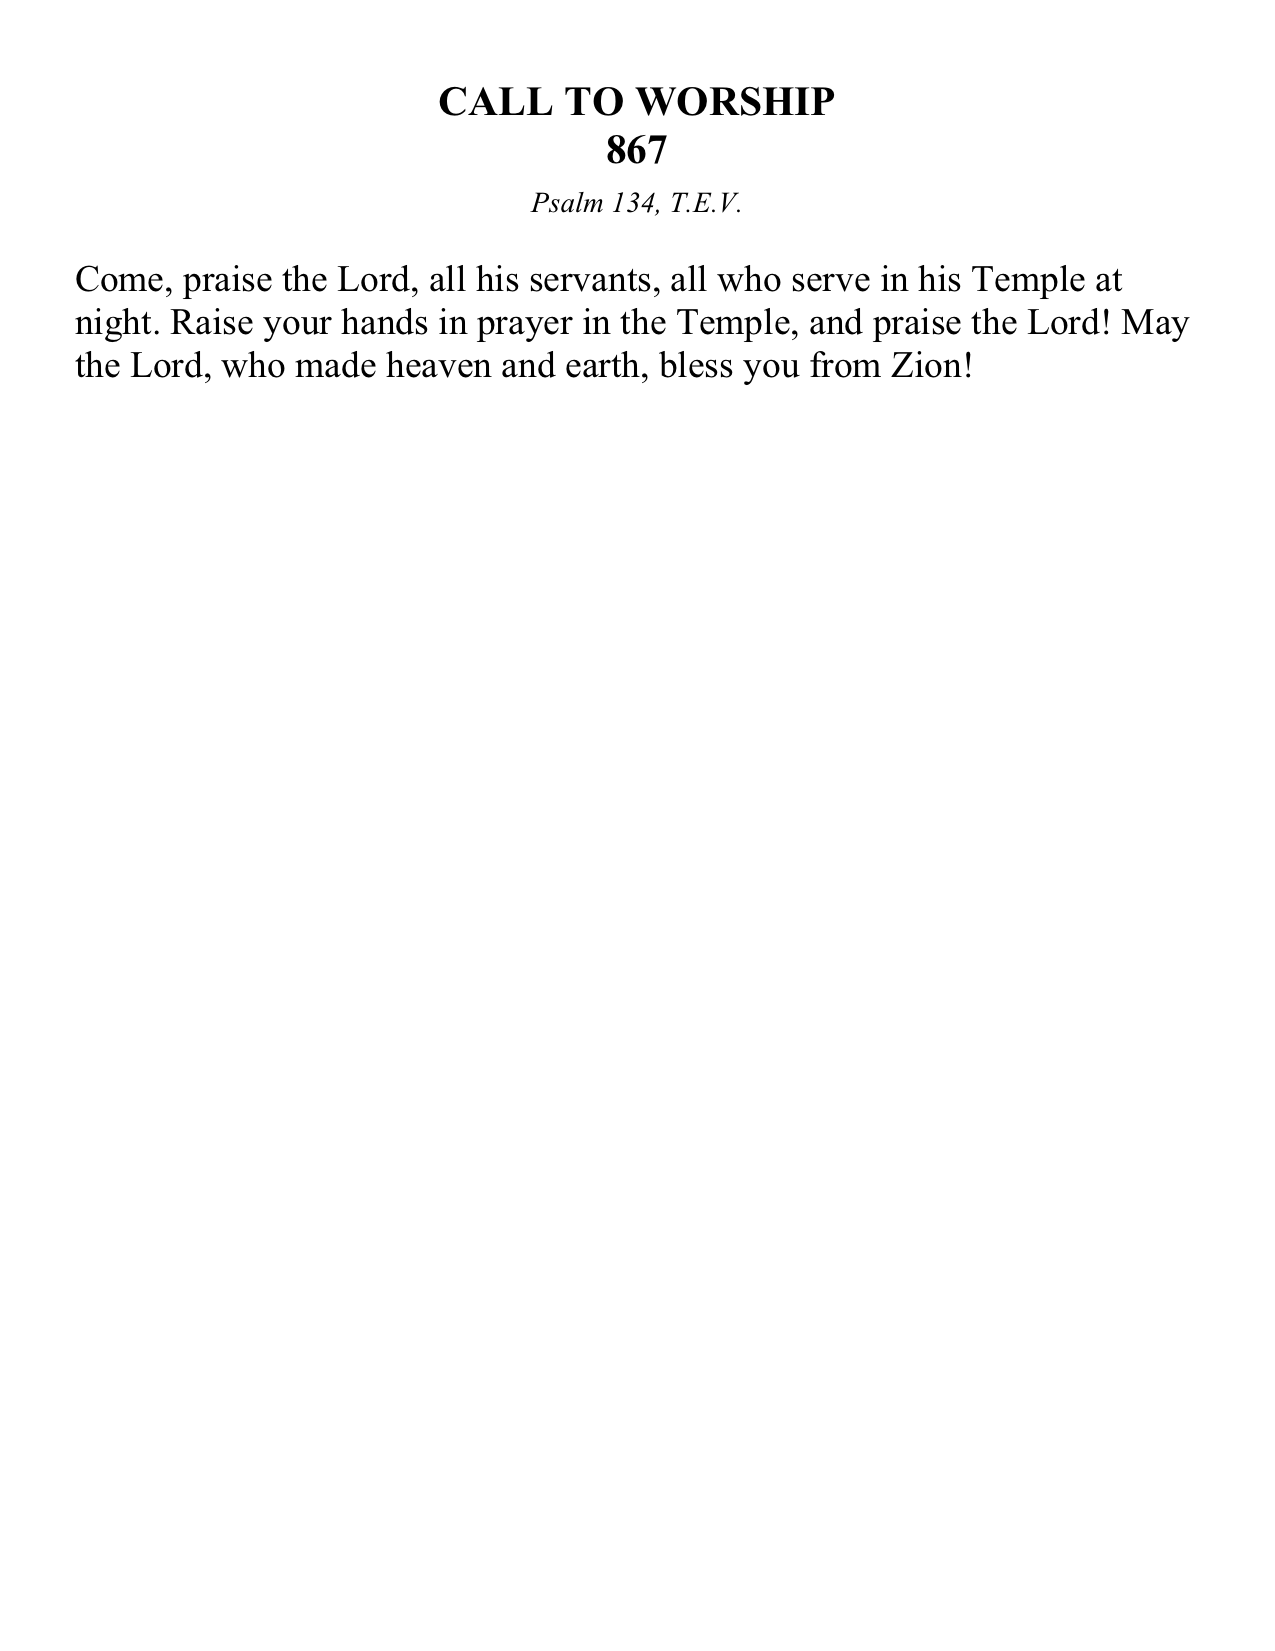 CALL TO WORSHIP
867
Psalm 134, T.E.V.
Come, praise the Lord, all his servants, all who serve in his Temple at
night. Raise your hands in prayer in the Temple, and praise the Lord! May
the Lord, who made heaven and earth, bless you from Zion!